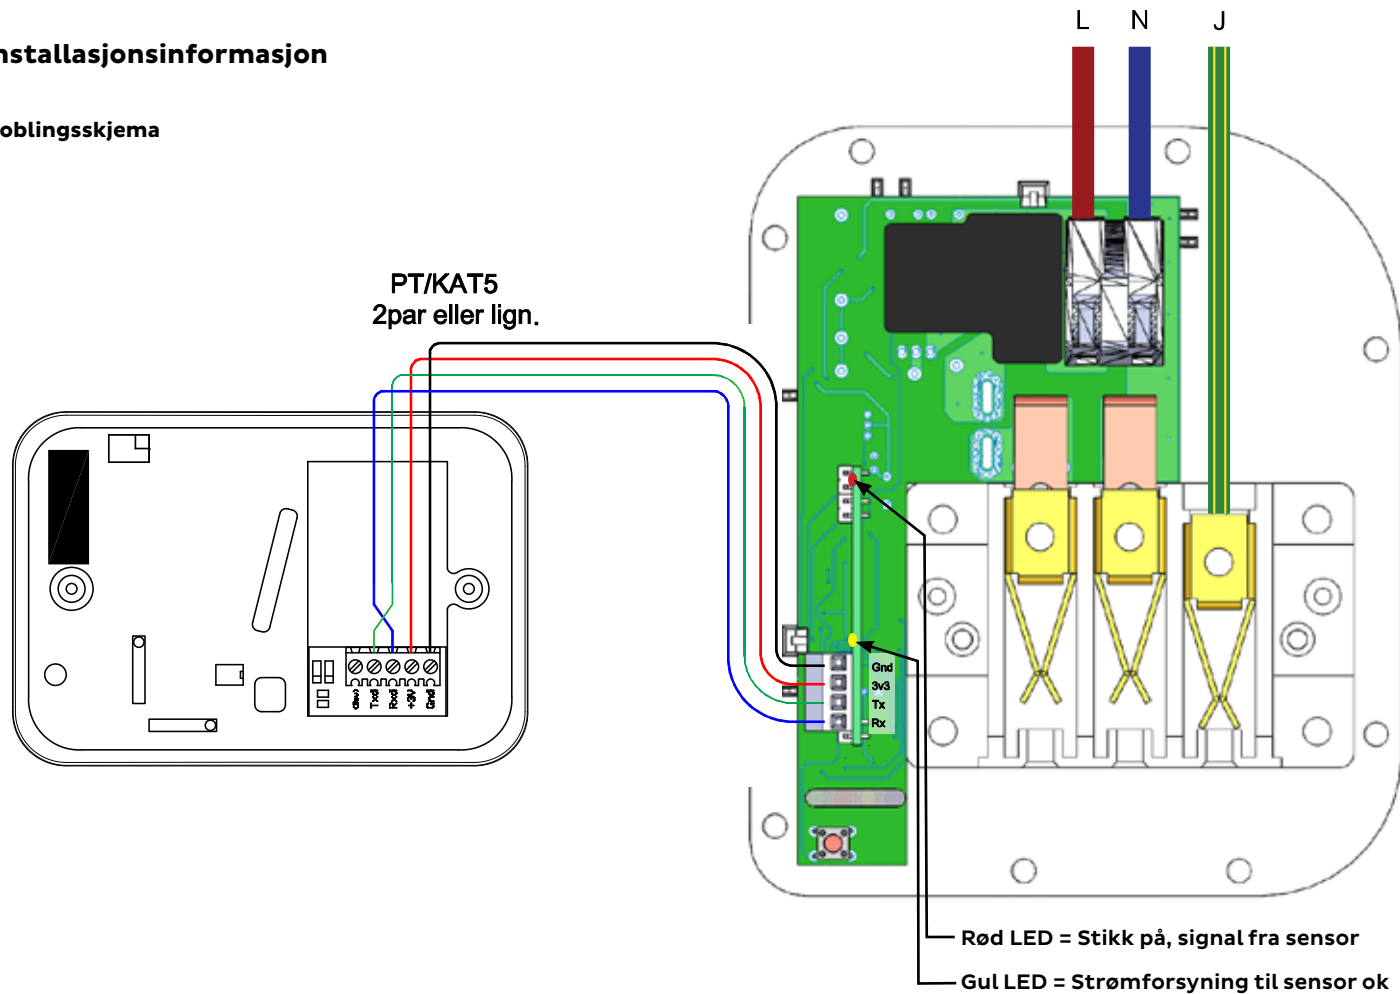 nstallasjonsinformasjon
oblingsskjema
L N J
PT/KAT5
2par eller lign.
Txd
Rxd
+3V
Gnd
Gnd
3v3
Tx
Rx
Rød LED = Stikk på, signal fra sensor
Gul LED = Strømforsyning til sensor ok